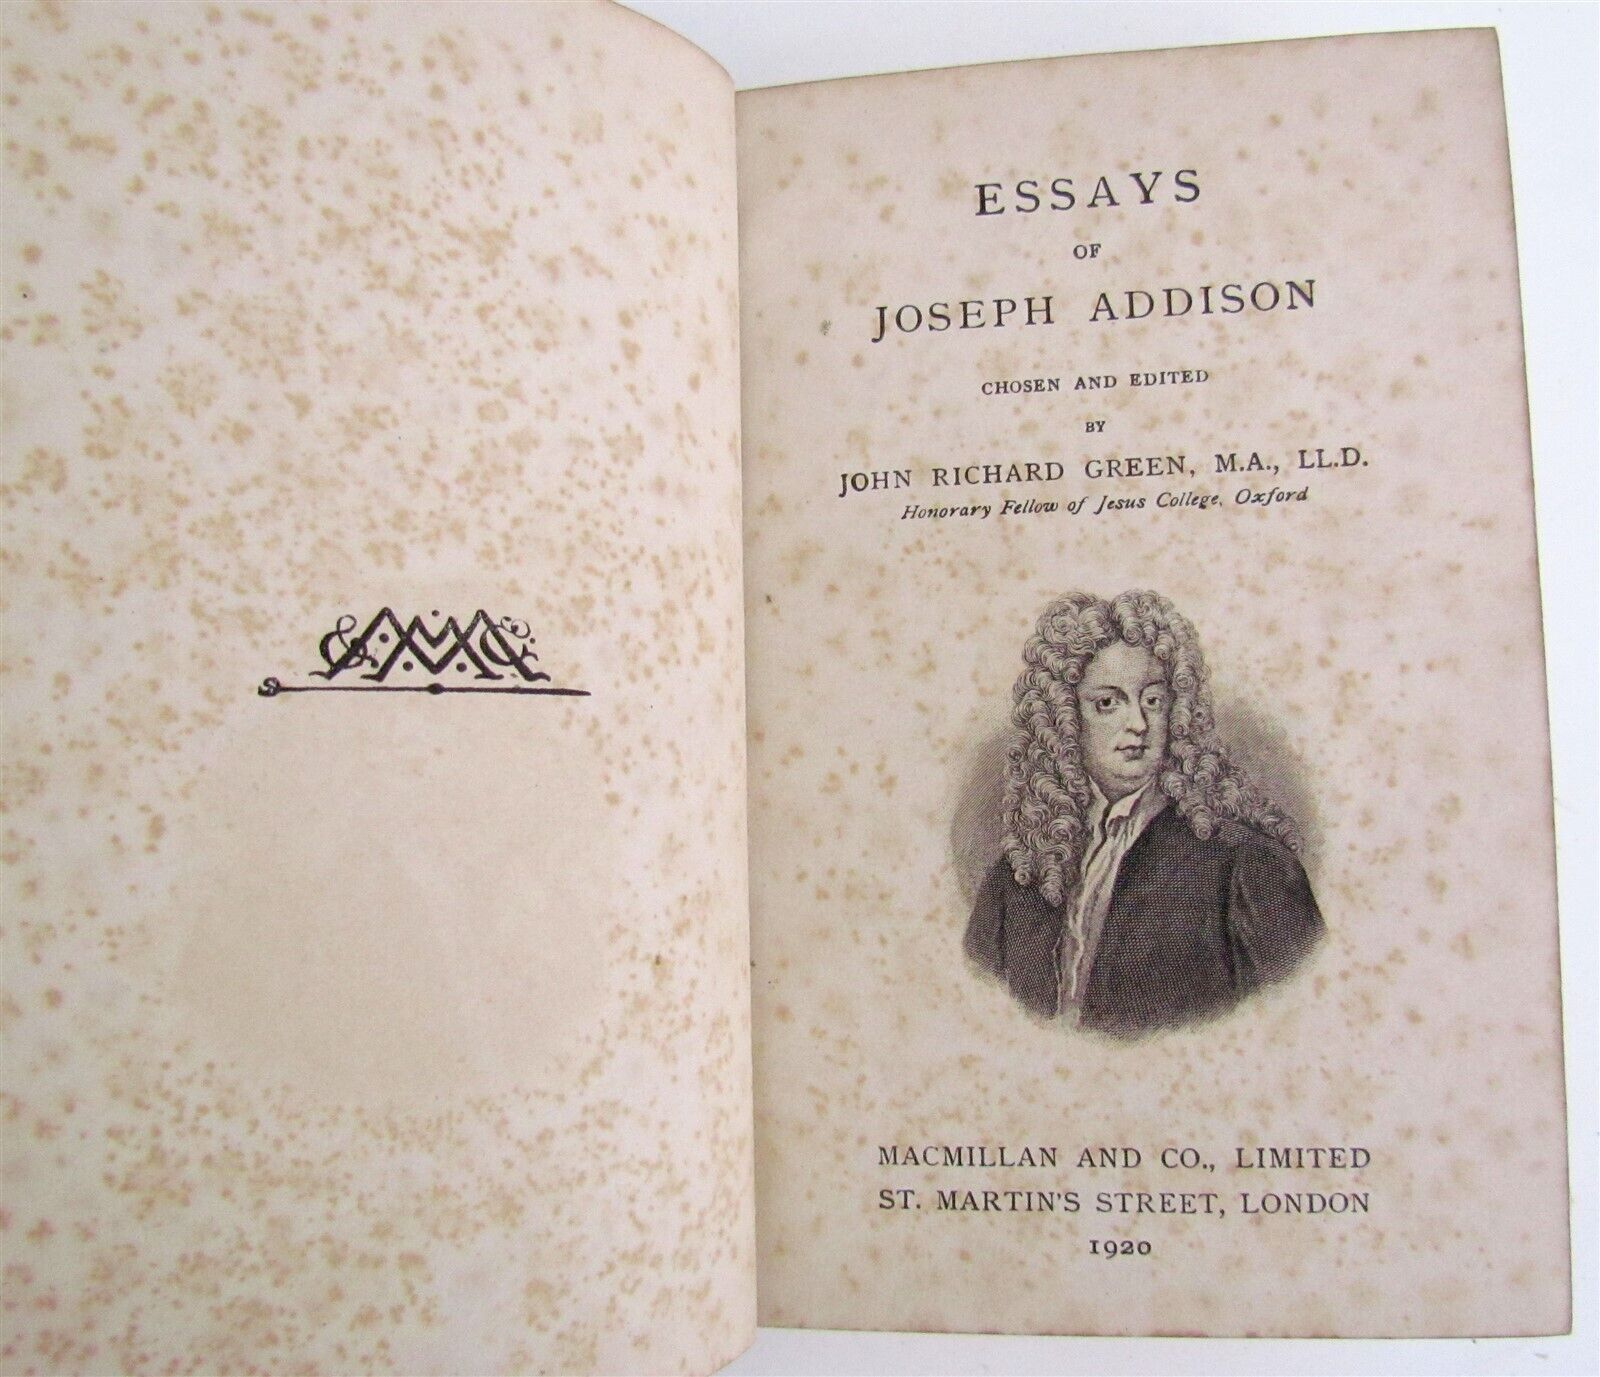 ESSAYS
OF
JOSEPH ADDISON
CHOSEN AND EDITED
BY
JOHN RICHARD GREEN, M.A., LL.D.
Honorary Fellow of Jesus College, Oxford
MACMILLAN AND CO., LIMITED
ST. MARTIN'S STREET, LONDON
1920